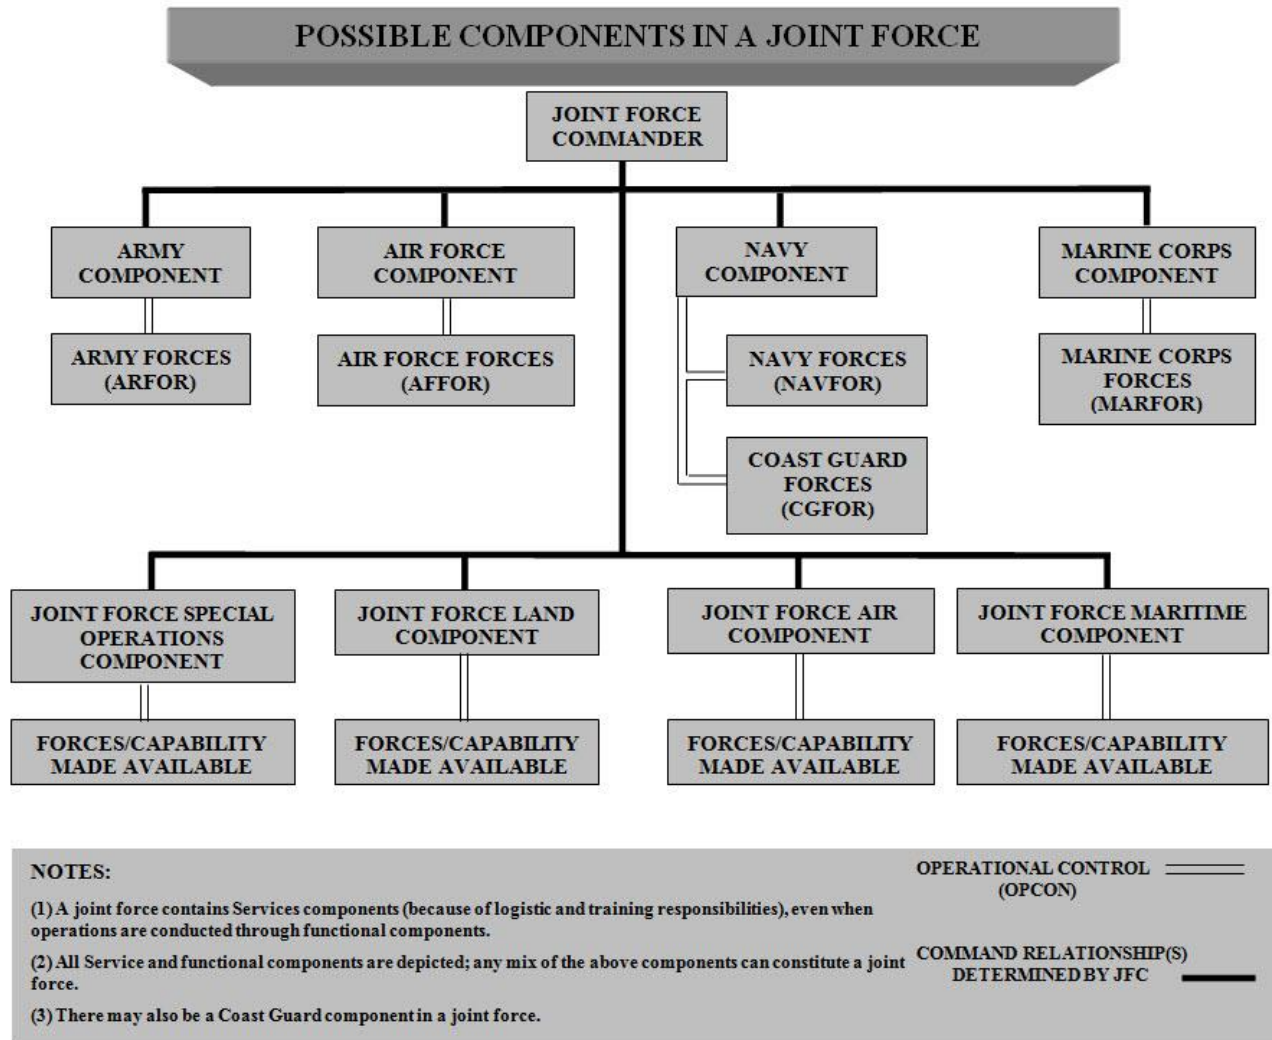 POSSIBLE COMPONENTS IN A JOINT FORCE
JOINT FORCE
COMMANDER
ARMY
COMPONENT
AIR FORCE
COMPONENT
NAVY
COMPONENT
MARINE CORPS
COMPONENT
ARMY FORCES
(ARFOR)
AIR FORCE FORCES
(AFFOR)
NAVY FORCES
(NAVFOR)
MARINE CORPS
FORCES
(MARFOR)
COAST GUARD
FORCES
(CGFOR)
JOINT FORCE SPECIAL
OPERATIONS
COMPONENT
JOINT FORCE LAND
COMPONENT
JOINT FORCE AIR
COMPONENT
JOINT FORCE MARITIME
COMPONENT
FORCES/CAPABILITY
MADE AVAILABLE
FORCES/CAPABILITY
MADE AVAILABLE
FORCES/CAPABILITY
MADE AVAILABLE
FORCES/CAPABILITY
MADE AVAILABLE
NOTES:
(1) A joint force contains Services components (because of logistic and training responsibilities), even when
operations are conducted through functional components.
(2) All Service and functional components are depicted; any mix of the above components can constitute a joint
force.
(3) There may also be a Coast Guard component in a joint force.
OPERATIONAL CONTROL
(OPCON)
COMMAND RELATIONSHIP(S)
DETERMINED BY JFC